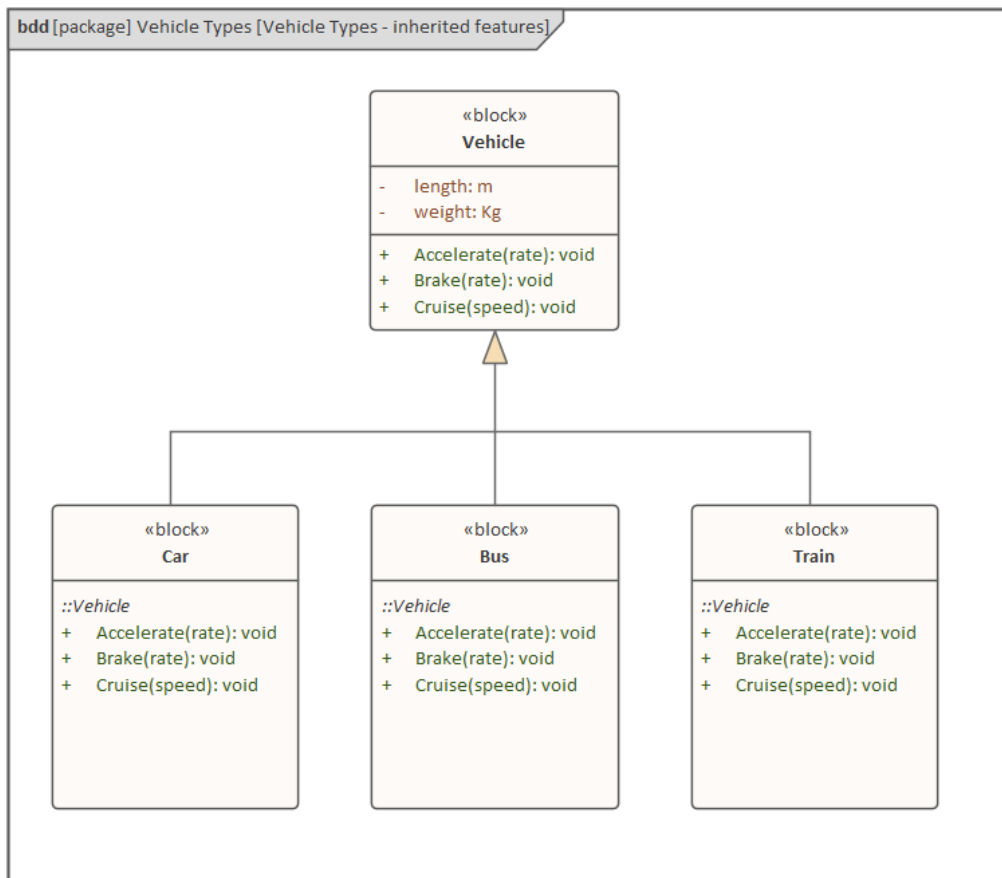 bdd [package] Vehicle Types [Vehicle Types - inherited features]
«block»
Vehicle
- length: m
- weight: Kg
+ Accelerate(rate): void
+ Brake(rate): void
+ Cruise(speed): void
«block»
Car
::Vehicle
+ Accelerate(rate): void
+ Brake(rate): void
+ Cruise(speed): void
«block»
Bus
::Vehicle
+ Accelerate(rate): void
+ Brake(rate): void
+ Cruise(speed): void
«block»
Train
::Vehicle
+ Accelerate(rate): void
+ Brake(rate): void
+ Cruise(speed): void